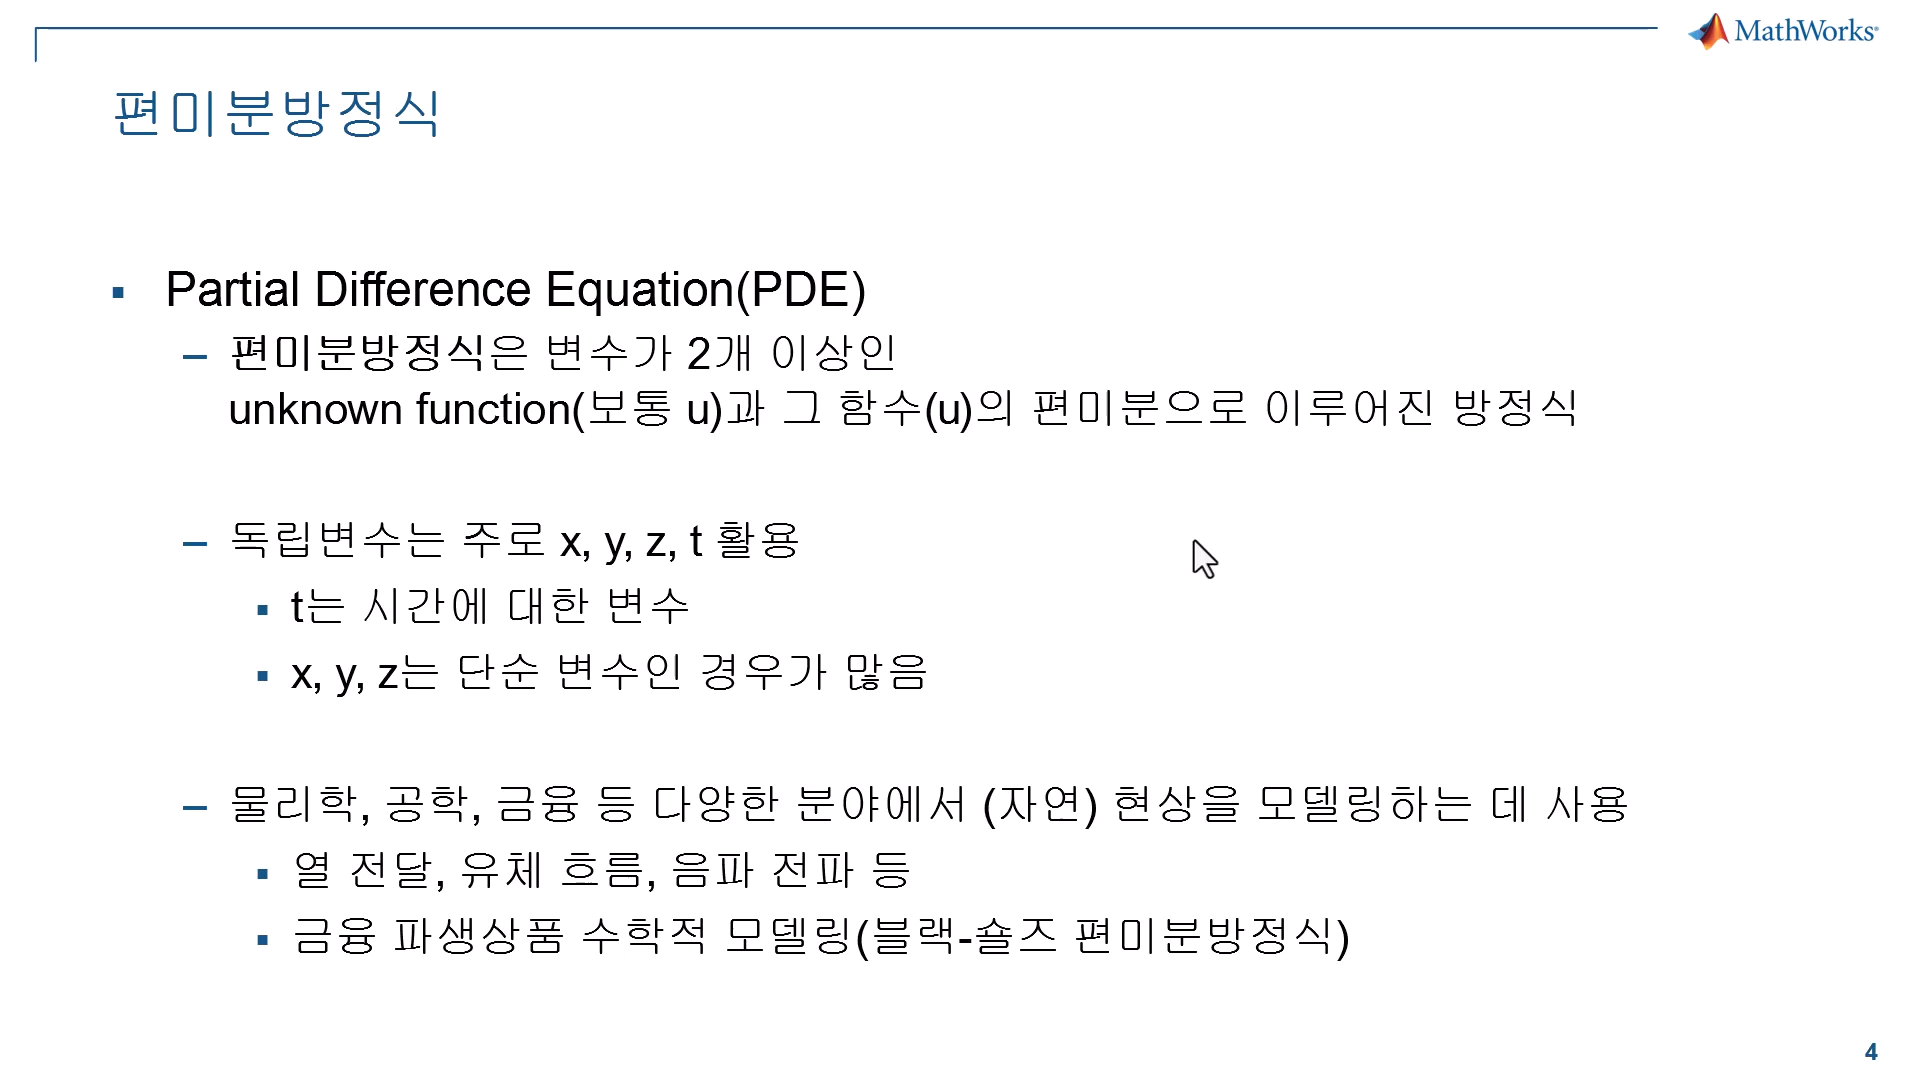 MathWorks®
편미분방정식
▪ Partial Difference Equation(PDE)
– 편미분방정식은 변수가 2개 이상인
unknown function(보통 u)과 그 함수(u)의 편미분으로 이루어진 방정식
– 독립변수는 주로 x, y, z, t 활용
▪ t는 시간에 대한 변수
▪ x, y, z는 단순 변수인 경우가 많음
– 물리학, 공학, 금융 등 다양한 분야에서 (자연) 현상을 모델링하는 데 사용
▪ 열 전달, 유체 흐름, 음파 전파 등
▪ 금융 파생상품 수학적 모델링(블랙-숄즈 편미분방정식)
4